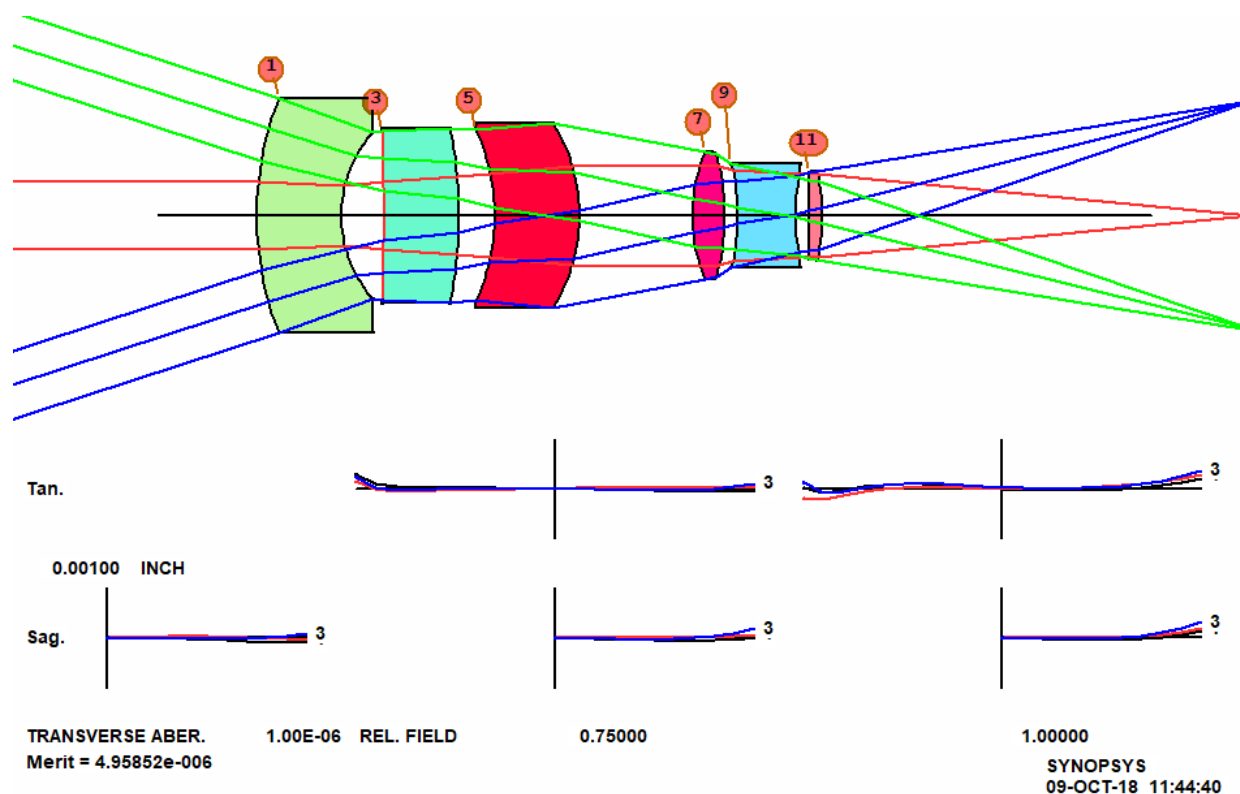 1
3
5
7
9
11
Tan.
3
3
0.00100 INCH
Sag.
3
3
3
TRANSVERSE ABER. 1.00E-06 REL. FIELD 0.75000 1.00000
Merit = 4.95852e-006
SYNOPSYS
09-OCT-18 11:44:40